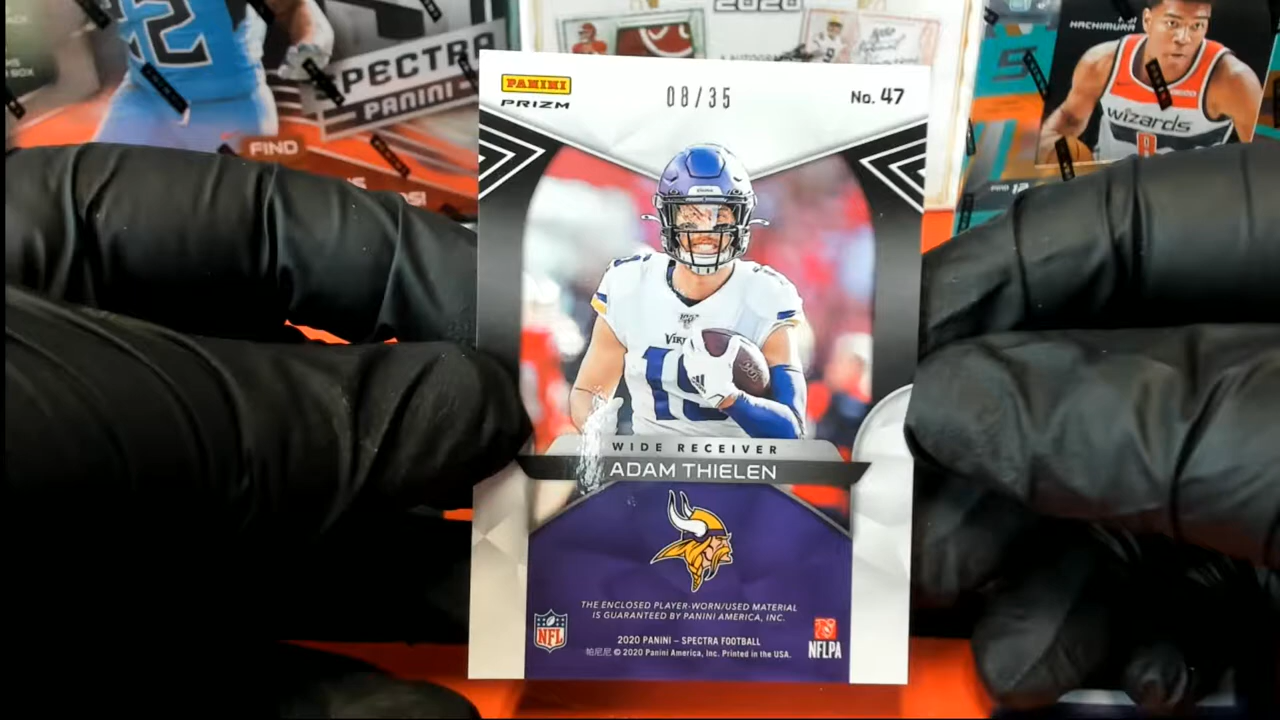 2020
22
SPECTRA
PANINI
FIND
HACHIMURA
wizards
PANINI
PRIZM
08/35
No. 47
WIDE RECEIVER
ADAM THIELEN
THE ENCLOSED PLAYER-WORN/USED MATERIAL
IS GUARANTEED BY PANINI AMERICA, INC.
NFL
NFLPA
2020 PANINI – SPECTRA FOOTBALL
帕尼尼 © 2020 Panini America, Inc. Printed in the USA.